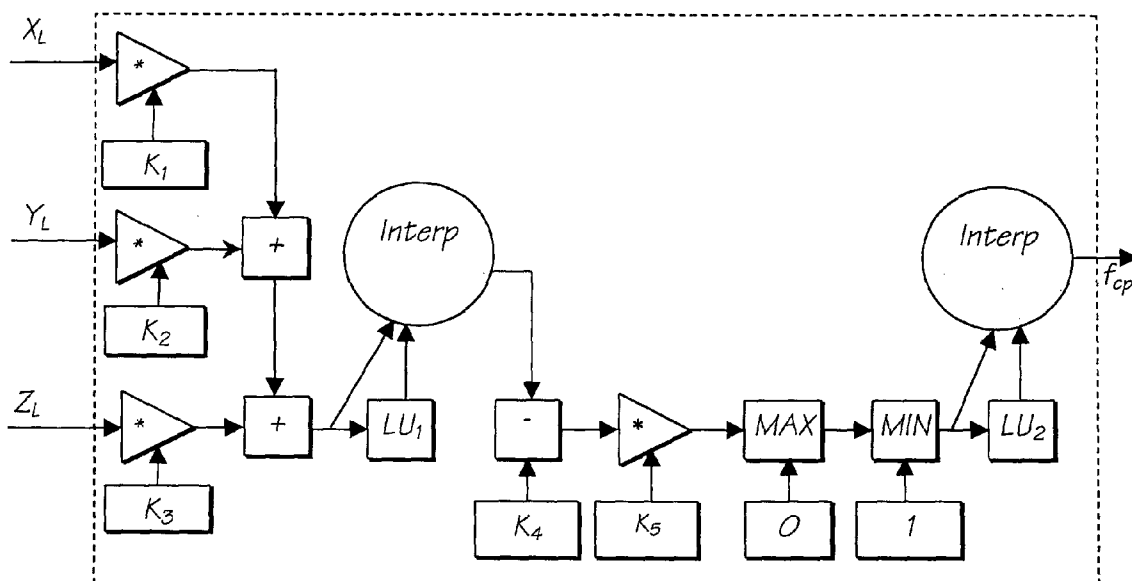 X_L
*
K_1
Y_L
*
K_2
+
Interp
Interp
f_cp
Z_L
*
K_3
+
LU_1
-
K_4
*
K_5
MAX
0
MIN
1
LU_2